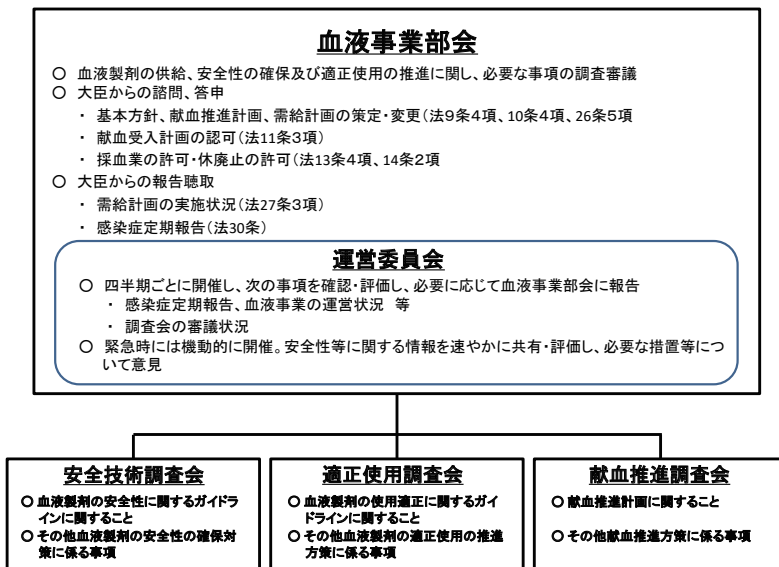 血液事業部会
○ 血液製剤の供給、安全性の確保及び適正使用の推進に関し、必要な事項の調査審議
○ 大臣からの諮問、答申
・ 基本方針、献血推進計画、需給計画の策定・変更(法9条4項、10条4項、26条5項
・ 献血受入計画の認可(法11条3項)
・ 採血業の許可・休廃止の許可(法13条4項、14条2項
○ 大臣からの報告聴取
・ 需給計画の実施状況(法27条3項)
・ 感染症定期報告(法30条)
運営委員会
○ 四半期ごとに開催し、次の事項を確認・評価し、必要に応じて血液事業部会に報告
・ 感染症定期報告、血液事業の運営状況 等
・ 調査会の審議状況
○ 緊急時には機動的に開催。安全性等に関する情報を速やかに共有・評価し、必要な措置等につ
いて意見
安全技術調査会
○ 血液製剤の安全性に関するガイドラ
インに関すること
○ その他血液製剤の安全性の確保対
策に係る事項
適正使用調査会
○ 血液製剤の使用適正に関するガイ
ドラインに関すること
○ その他血液製剤の適正使用の推進
方策に係る事項
献血推進調査会
○ 献血推進計画に関すること
○ その他献血推進方策に係る事項